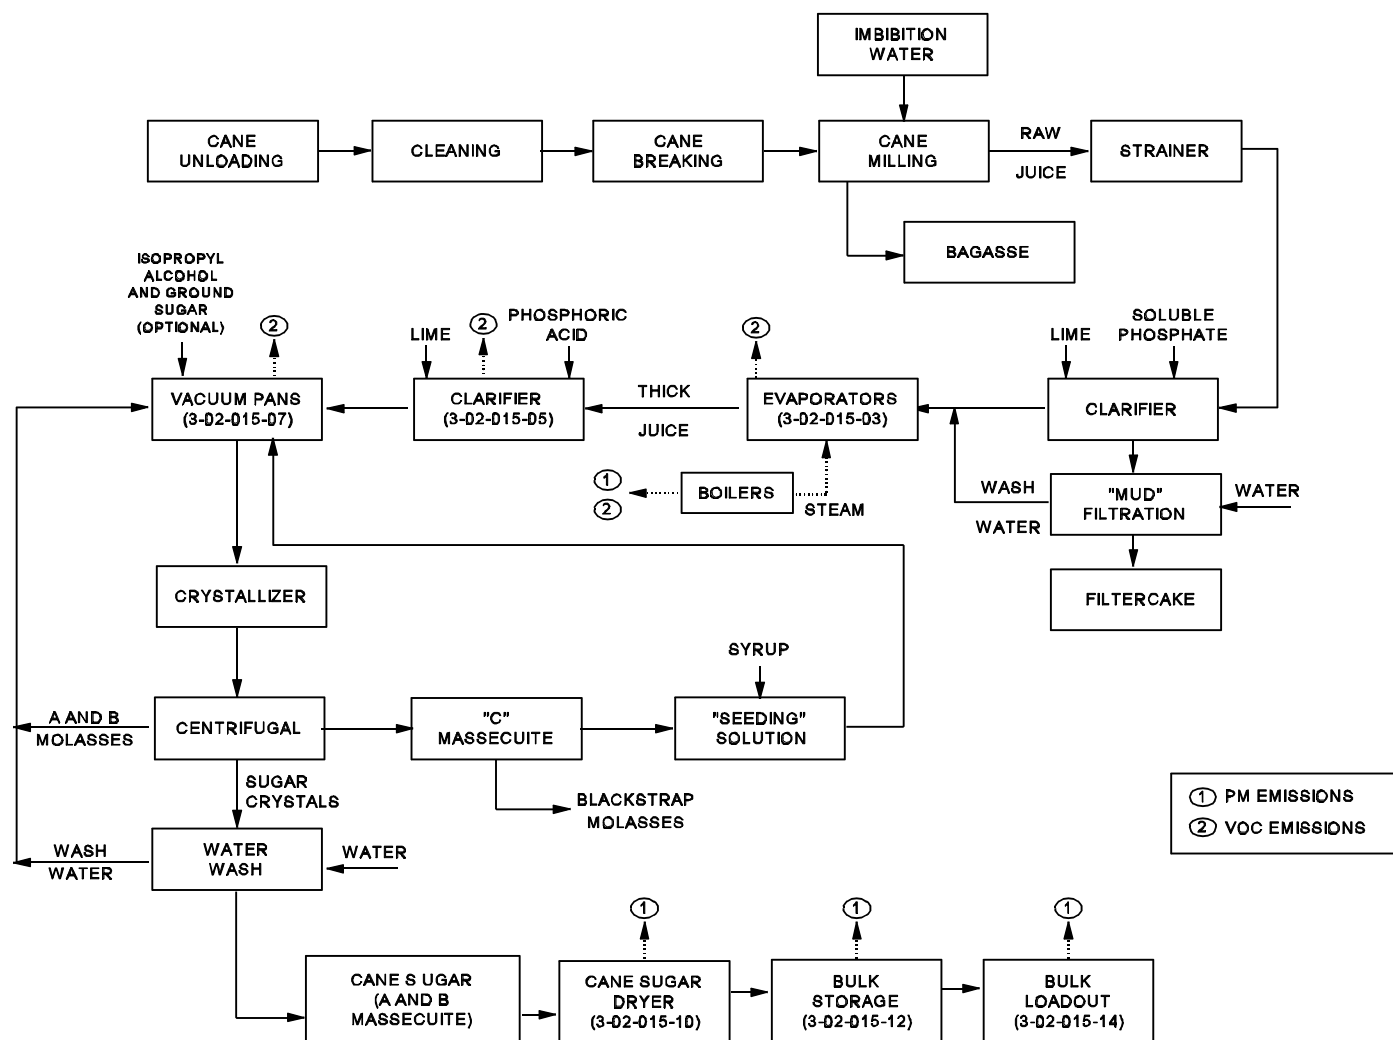 IMBIBITION
WATER
CANE
UNLOADING
CLEANING
CANE
BREAKING
CANE
MILLING
RAW
JUICE
STRAINER
BAGASSE
ISOPROPYL
ALCOHOL
AND GROUND
SUGAR
(OPTIONAL)
2
LIME
2
PHOSPHORIC
ACID
2
LIME
SOLUBLE
PHOSPHATE
VACUUM PANS
(3-02-015-07)
CLARIFIER
(3-02-015-05)
THICK
JUICE
EVAPORATORS
(3-02-015-03)
CLARIFIER
1
2
BOILERS
STEAM
WASH
WATER
"MUD"
FILTRATION
WATER
CRYSTALLIZER
FILTERCAKE
SYRUP
A AND B
MOLASSES
CENTRIFUGAL
"C"
MASSECUITE
"SEEDING"
SOLUTION
SUGAR
CRYSTALS
BLACKSTRAP
MOLASSES
1 PM EMISSIONS
2 VOC EMISSIONS
WASH
WATER
WATER
WASH
WATER
1
1
1
CANE S UGAR
(A AND B
MASSECUITE)
CANE SUGAR
DRYER
(3-02-015-10)
BULK
STORAGE
(3-02-015-12)
BULK
LOADOUT
(3-02-015-14)